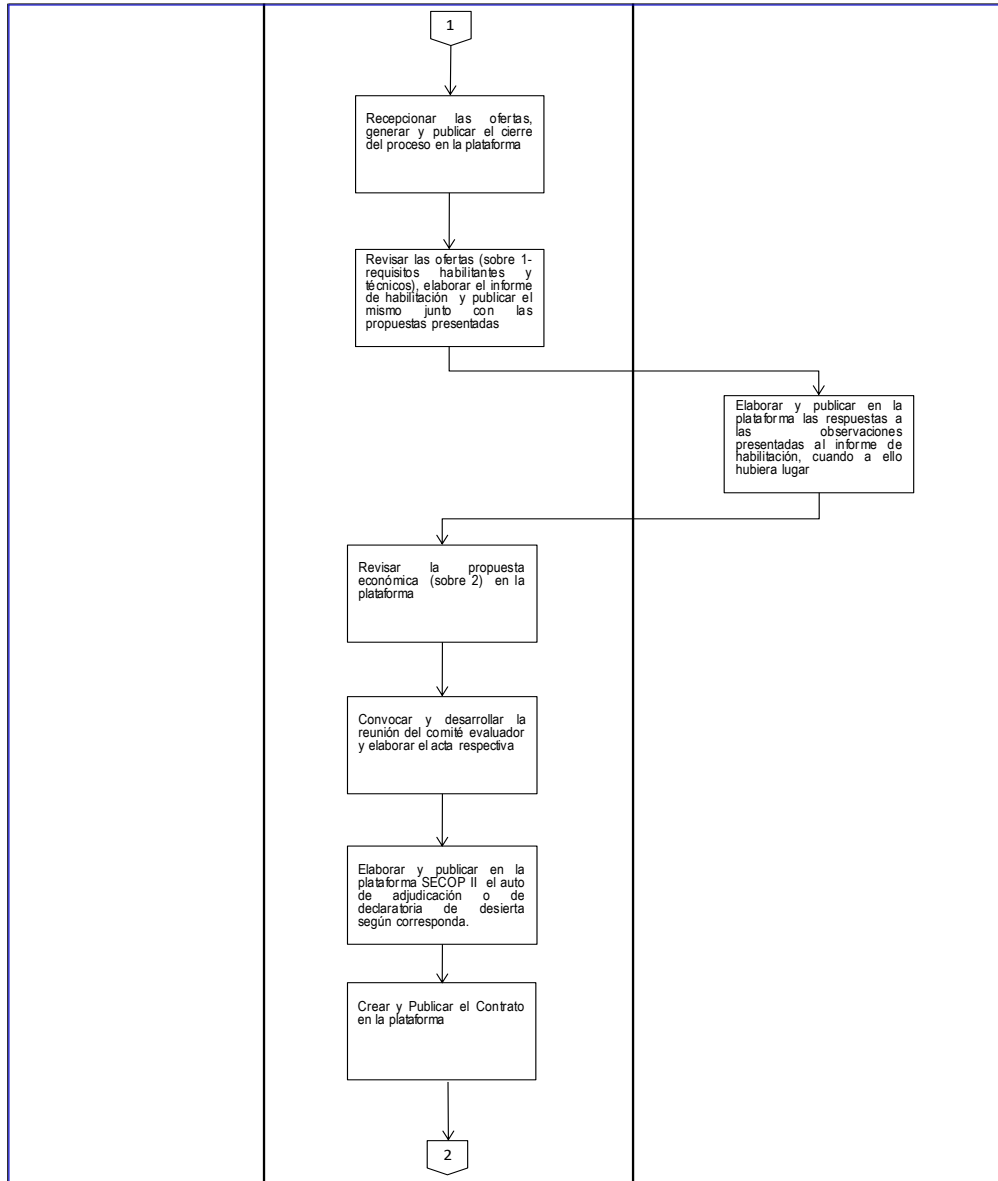 1
Recepcionar las ofertas,
generar y publicar el cierre
del proceso en la plataforma
Revisar las ofertas (sobre 1-
requisitos habilitantes y
técnicos), elaborar el informe
de habilitación y publicar el
mismo junto con las
propuestas presentadas
Elaborar y publicar en la
plataforma las respuestas a
las observaciones
presentadas al informe de
habilitación, cuando a ello
hubiera lugar
Revisar la propuesta
económica (sobre 2) en la
plataforma
Convocar y desarrollar la
reunión del comité evaluador
y elaborar el acta respectiva
Elaborar y publicar en la
plataforma SECOP II el auto
de adjudicación o de
declaratoria de desierta
según corresponda.
Crear y Publicar el Contrato
en la plataforma
2